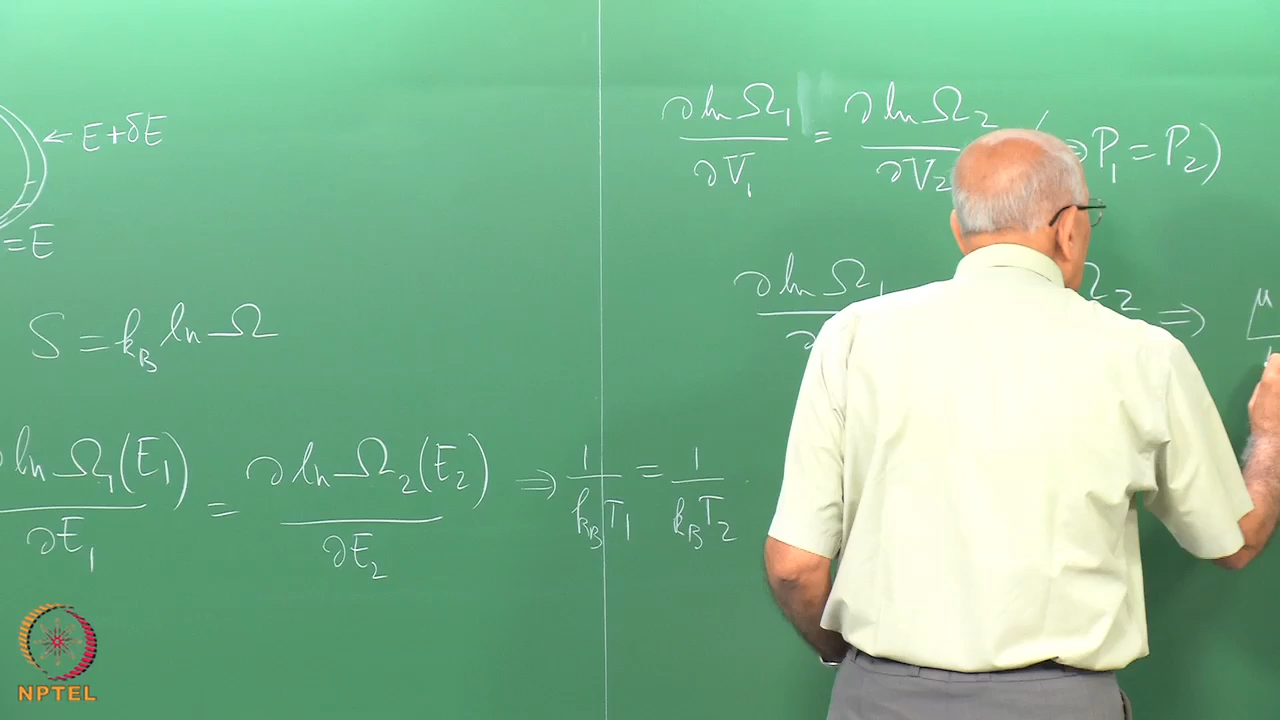 ← E+δE
=E
S = k_B ln Ω
∂ ln Ω₁(E₁) / ∂E₁ = ∂ ln Ω₂(E₂) / ∂E₂ ⇒ 1 / k_B T₁ = 1 / k_B T₂
∂ ln Ω₁ / ∂V₁ = ∂ ln Ω₂ / ∂V₂ (⇒ P₁ = P₂)
∂ ln Ω₁ / ∂ Ω₂ ⇒ μ
NPTEL